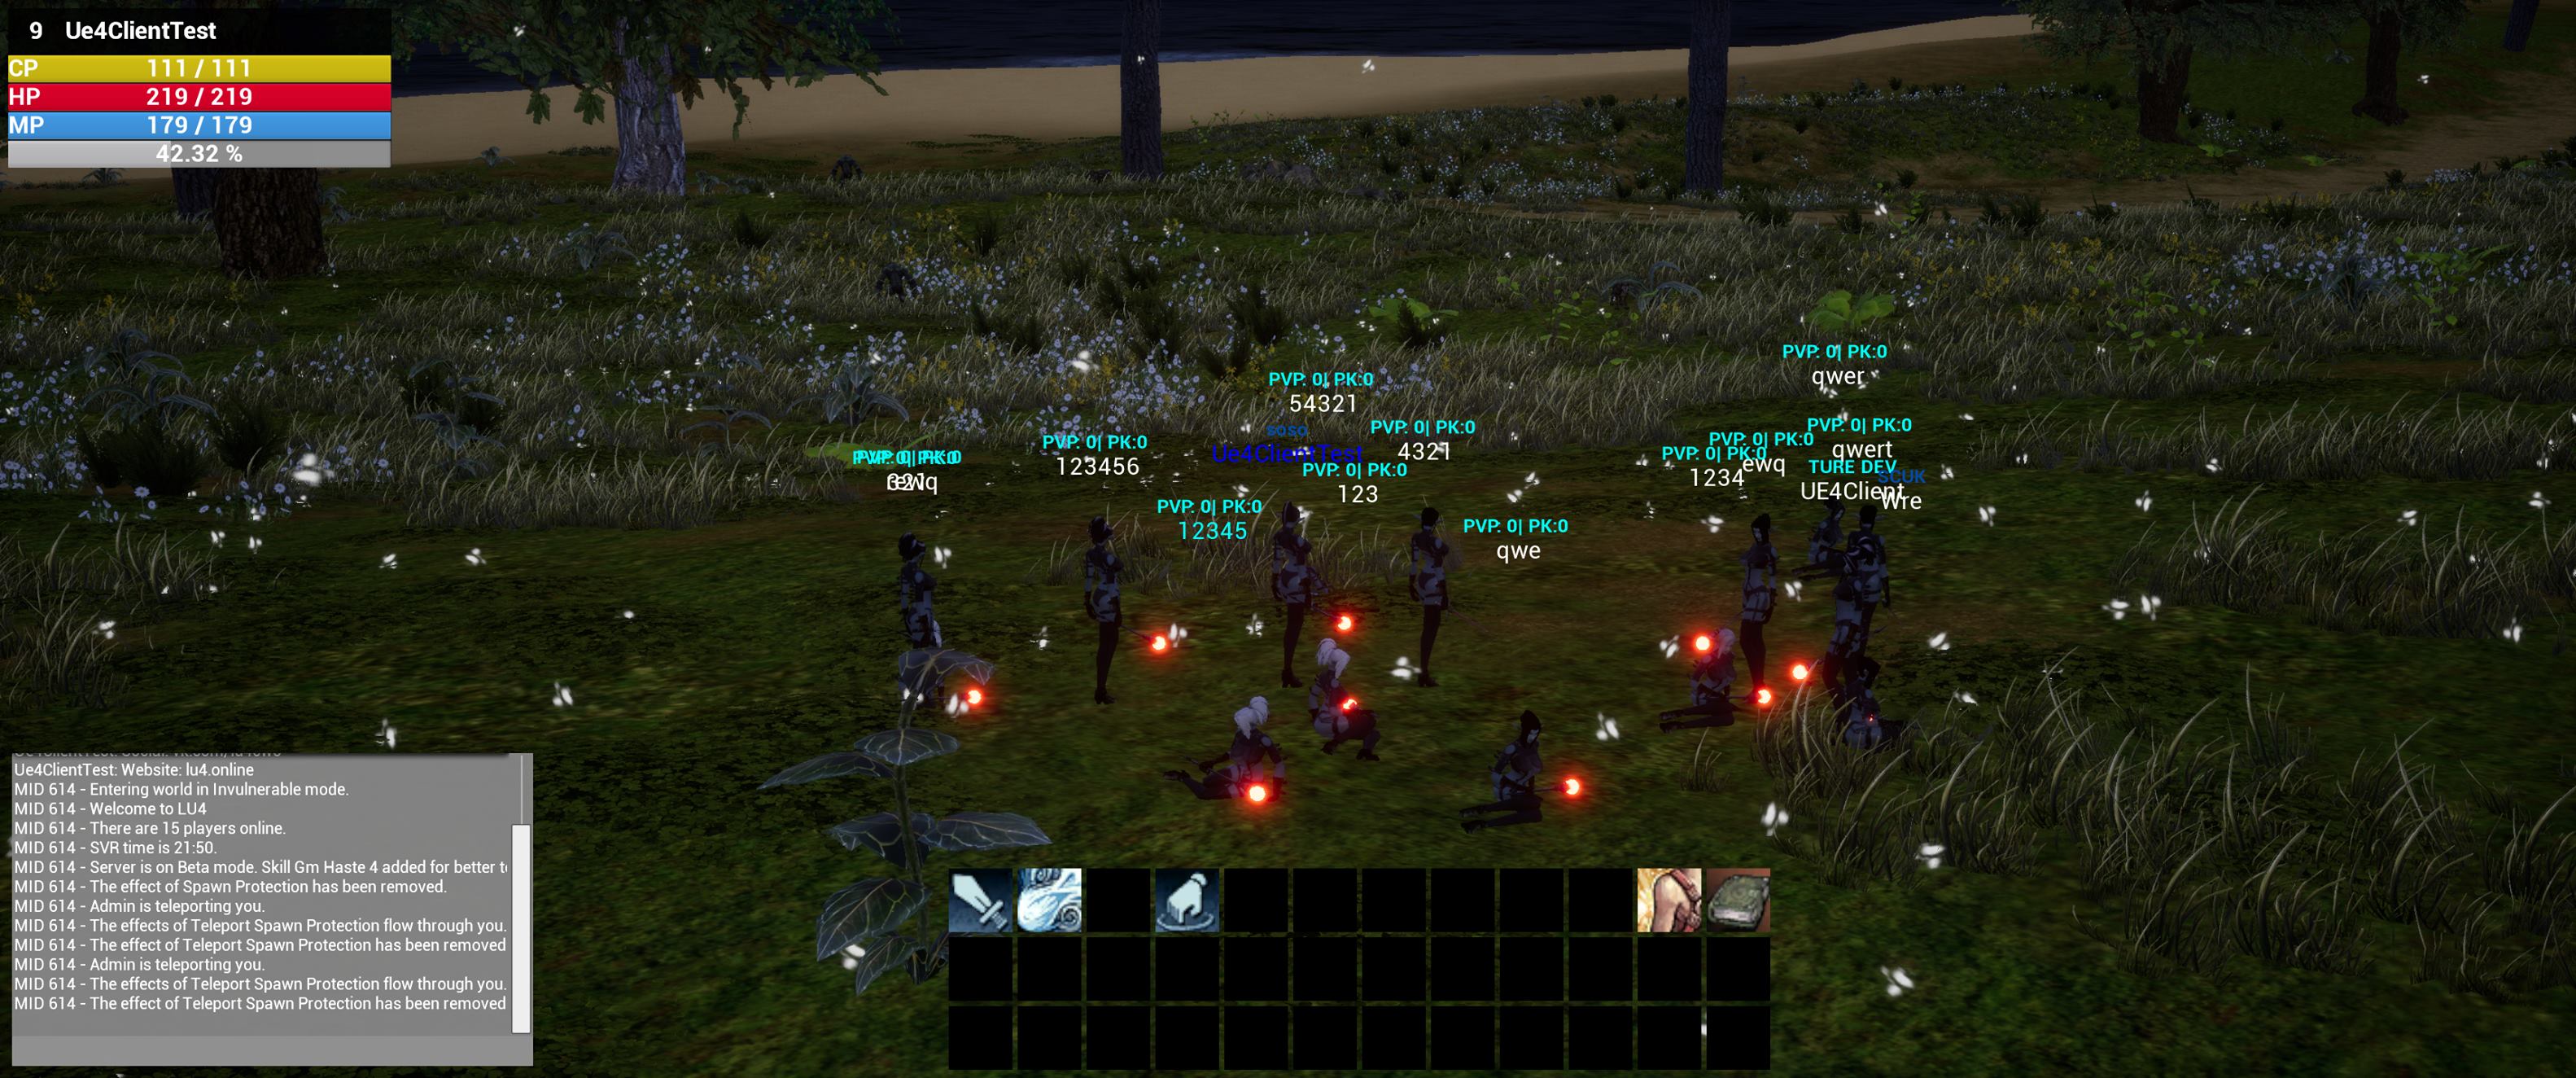 9 Ue4ClientTest
CP 111 / 111
HP 219 / 219
MP 179 / 179
42.32 %
PVP: 0| PK:0
qwer
PVP: 0| PK:0
54321
PVP: 0| PK:0
4321
soso
Ue4ClientTest
PVP: 0| PK:0
123
PVP: 0| PK:0
123456
PVP: 0| PK:0
rewq
321
PVP: 0| PK:0
12345
PVP: 0| PK:0
qwe
PVP: 0| PK:0
qwert
PVP: 0| PK:0
ewq
PVP: 0| PK:0
1234
TURE DEV
UE4Client
SCUK
Wre
Ue4ClientTest: Website: lu4.online
MID 614 - Entering world in Invulnerable mode.
MID 614 - Welcome to LU4
MID 614 - There are 15 players online.
MID 614 - SVR time is 21:50.
MID 614 - Server is on Beta mode. Skill Gm Haste 4 added for better
MID 614 - The effect of Spawn Protection has been removed.
MID 614 - Admin is teleporting you.
MID 614 - The effects of Teleport Spawn Protection flow through you.
MID 614 - The effect of Teleport Spawn Protection has been removed
MID 614 - Admin is teleporting you.
MID 614 - The effects of Teleport Spawn Protection flow through you.
MID 614 - The effect of Teleport Spawn Protection has been removed